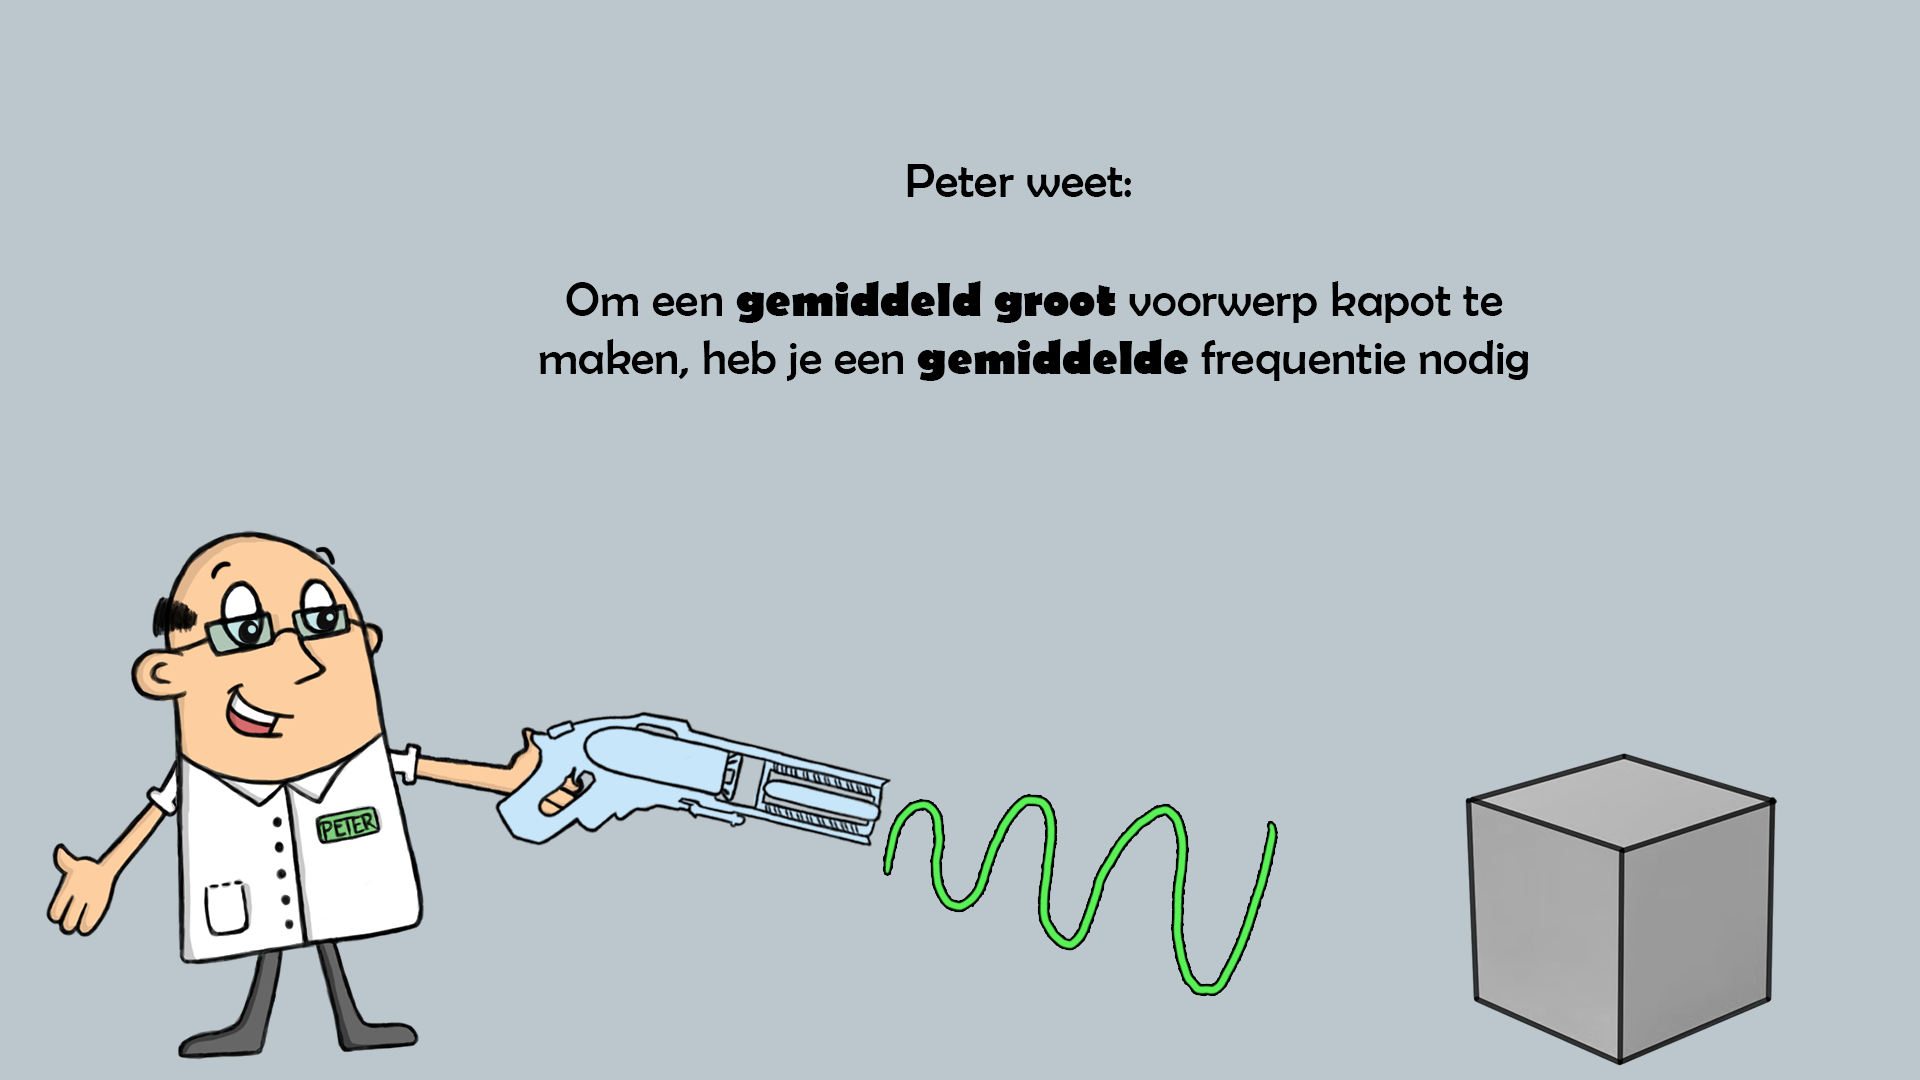 Peter weet:
Om een gemiddeld groot voorwerp kapot te
maken, heb je een gemiddelde frequentie nodig
PETER